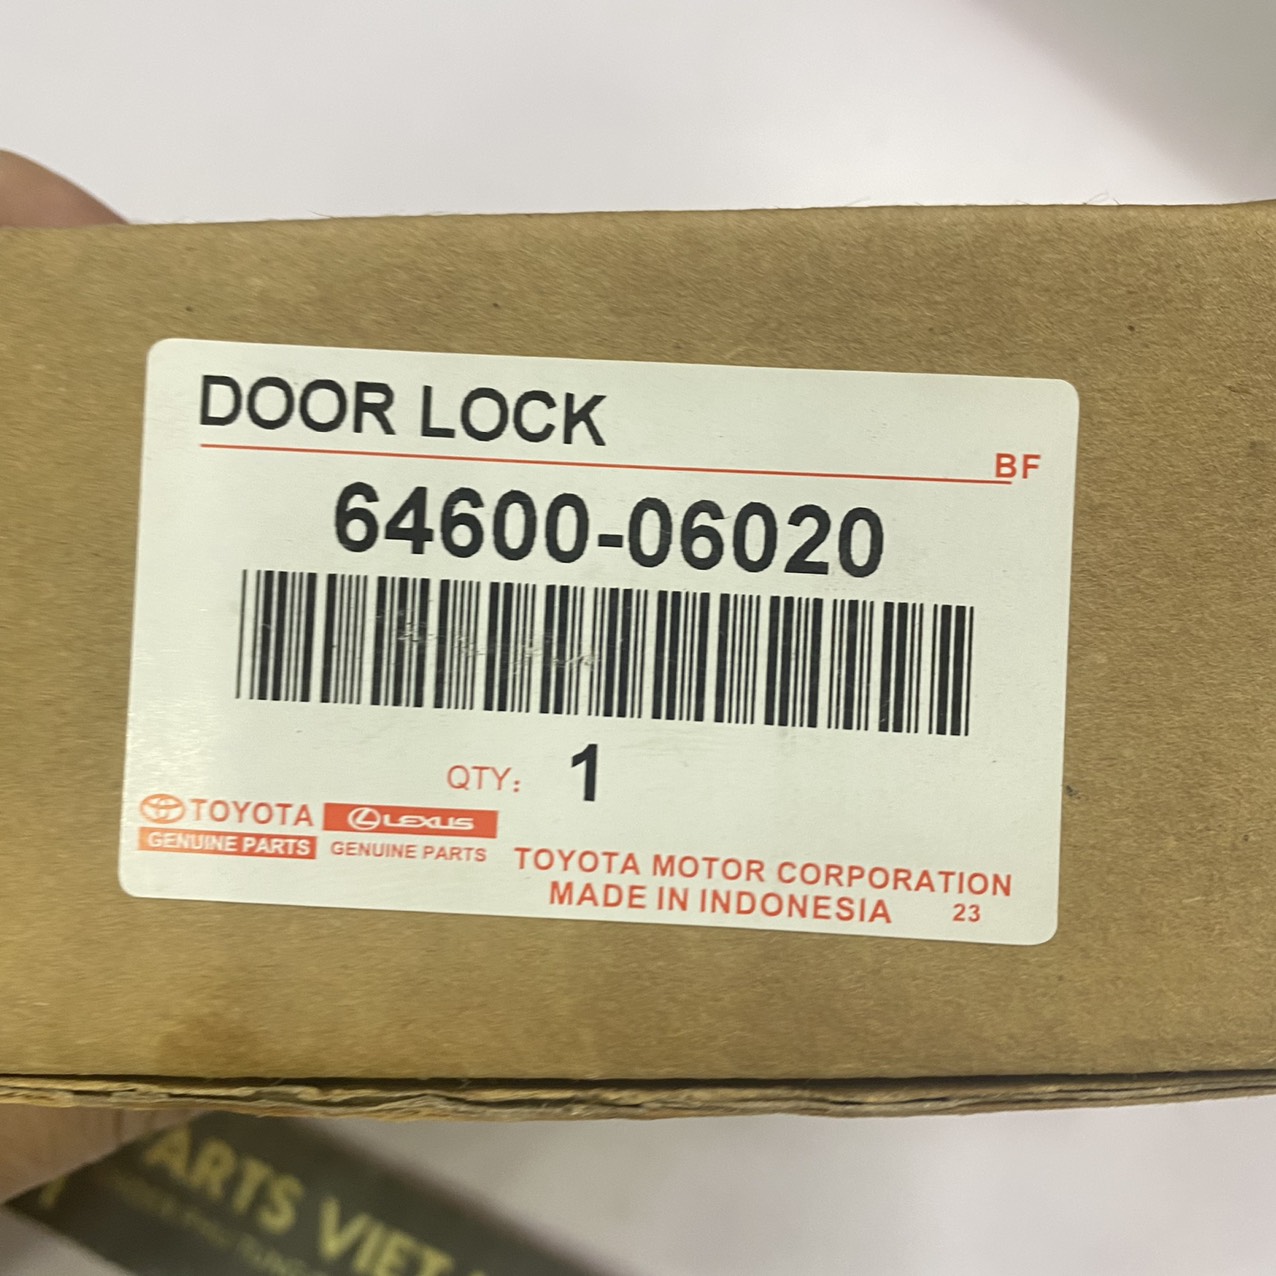 DOOR LOCK
BF
64600-06020
QTY: 1
TOYOTA LEXUS
GENUINE PARTS GENUINE PARTS
TOYOTA MOTOR CORPORATION
MADE IN INDONESIA 23
ARTS VIET